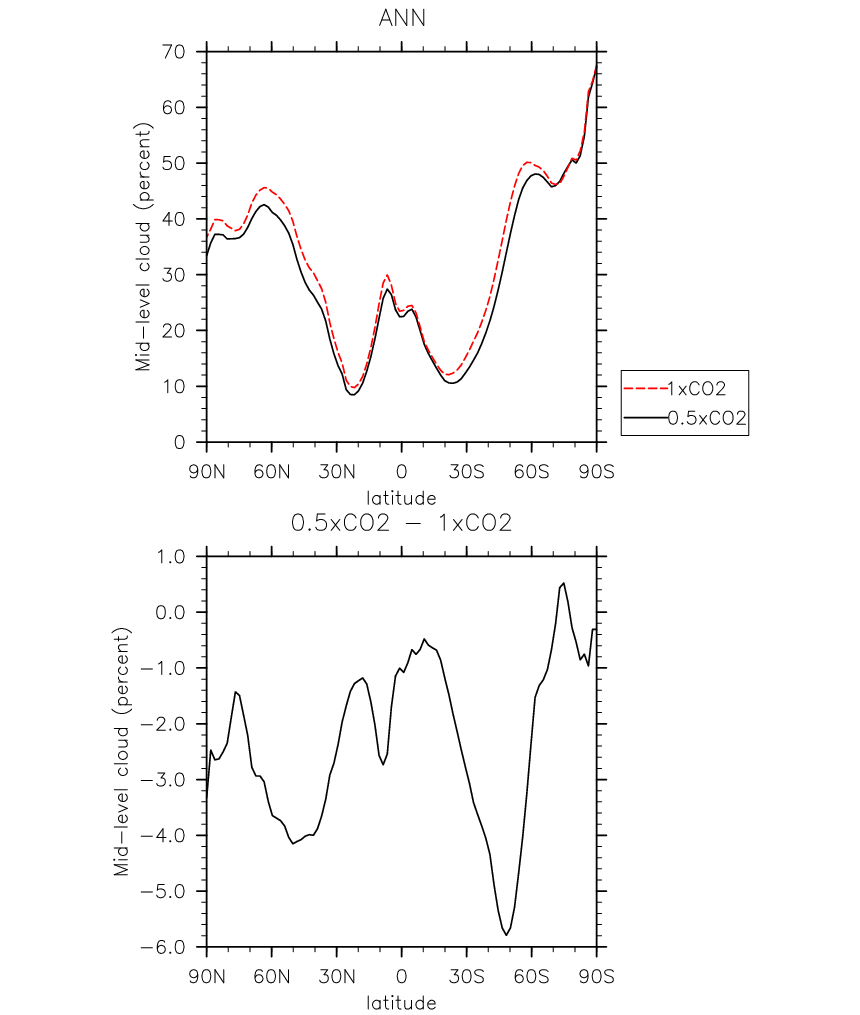 ANN
Mid-level cloud (percent)
70
60
50
40
30
20
10
0
90N 60N 30N 0 30S 60S 90S
latitude
1xCO2
0.5xCO2
0.5xCO2 - 1xCO2
Mid-level cloud (percent)
1.0
0.0
-1.0
-2.0
-3.0
-4.0
-5.0
-6.0
90N 60N 30N 0 30S 60S 90S
latitude